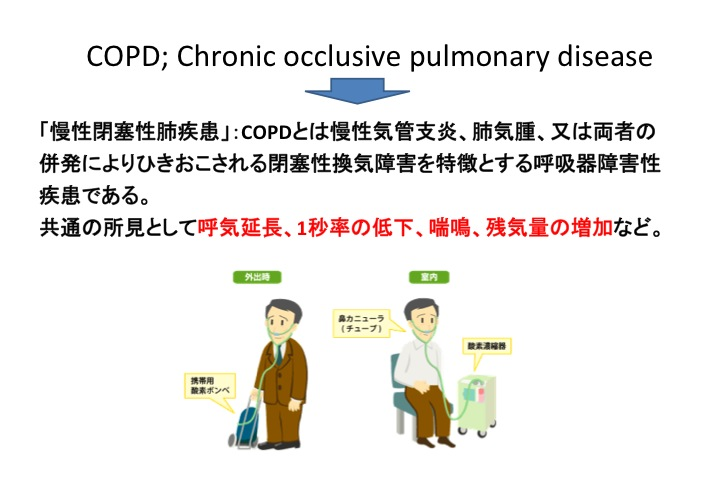 COPD; Chronic occlusive pulmonary disease
「慢性閉塞性肺疾患」：COPDとは慢性気管支炎、肺気腫、又は両者の
併発によりひきおこされる閉塞性換気障害を特徴とする呼吸器障害性
疾患である。
共通の所見として呼気延長、1秒率の低下、喘鳴、残気量の増加など。
外出時
室内
鼻カニューラ
（チューブ）
酸素濃縮器
携帯用
酸素ボンベ